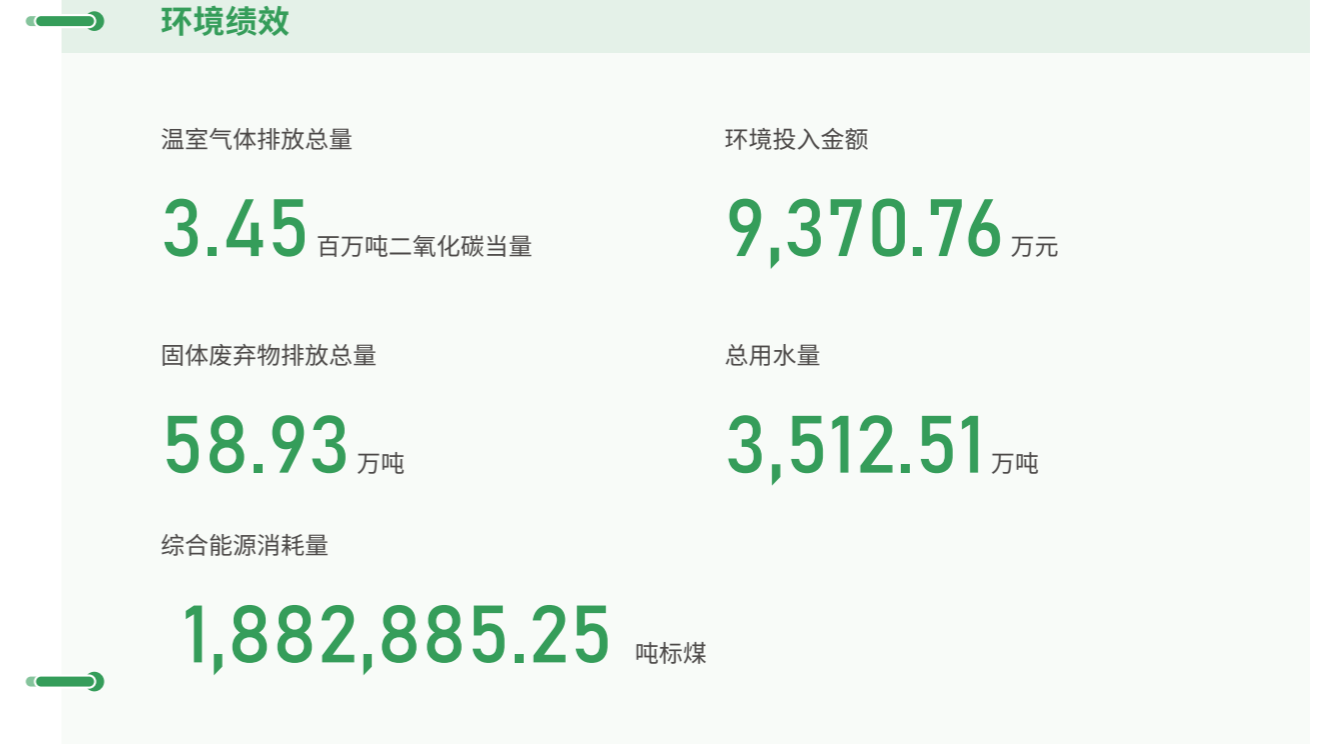 环境绩效
温室气体排放总量
3.45 百万吨二氧化碳当量
环境投入金额
9,370.76 万元
固体废弃物排放总量
58.93 万吨
总用水量
3,512.51 万吨
综合能源消耗量
1,882,885.25 吨标煤